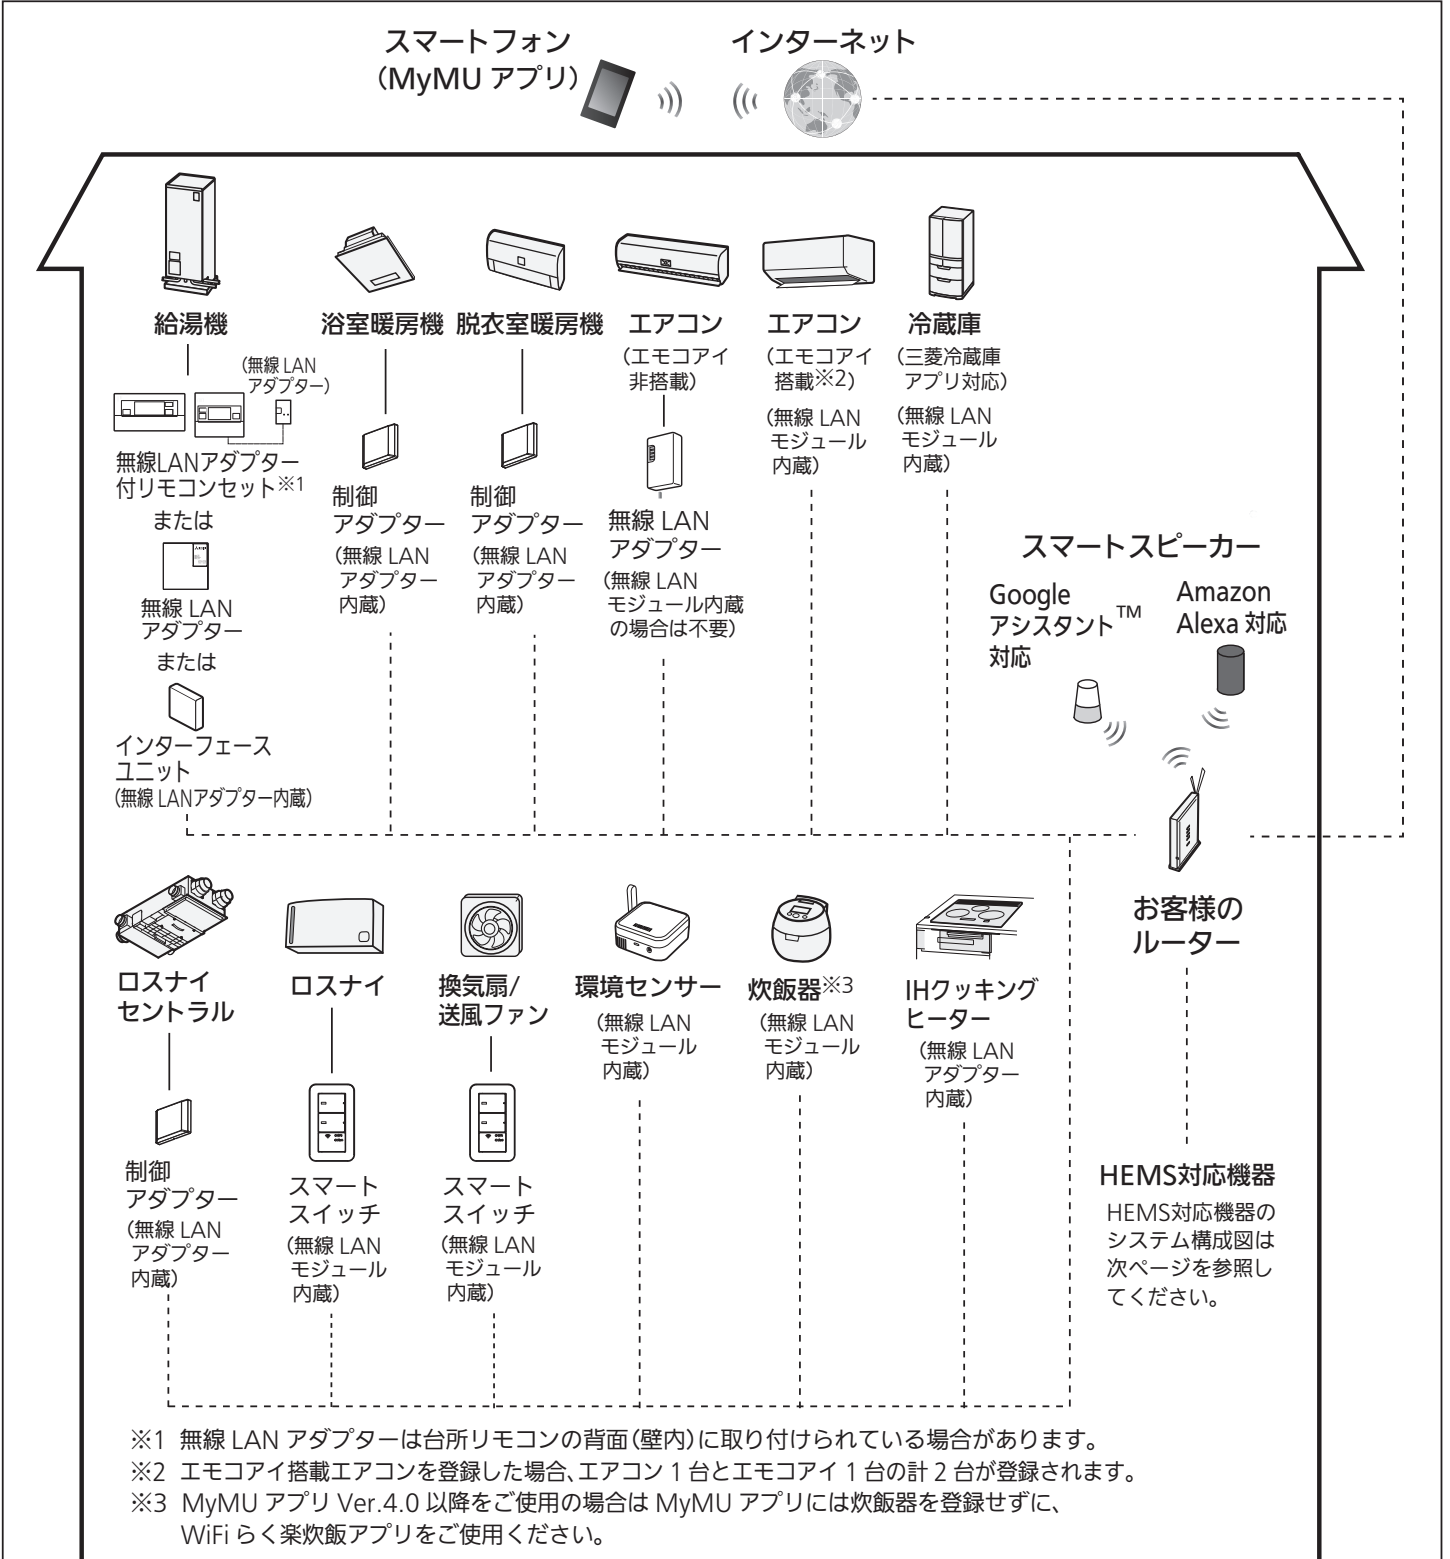 スマートフォン
（MyMU アプリ）
インターネット
給湯機
（無線 LAN
アダプター）
無線LANアダプター
付リモコンセット※1
または
無線 LAN
アダプター
または
インターフェース
ユニット
（無線 LANアダプター内蔵）
浴室暖房機
制御
アダプター
（無線 LAN
アダプター
内蔵）
脱衣室暖房機
制御
アダプター
（無線 LAN
アダプター
内蔵）
エアコン
（エモコアイ
非搭載）
無線 LAN
アダプター
（無線 LAN
モジュール内蔵
の場合は不要）
エアコン
（エモコアイ
搭載※2）
（無線 LAN
モジュール
内蔵）
冷蔵庫
（三菱冷蔵庫
アプリ対応）
（無線 LAN
モジュール
内蔵）
スマートスピーカー
Google
アシスタント™
対応
Amazon
Alexa 対応
お客様の
ルーター
HEMS対応機器
HEMS対応機器の
システム構成図は
次ページを参照し
てください。
ロスナイ
セントラル
制御
アダプター
（無線 LAN
アダプター
内蔵）
ロスナイ
スマート
スイッチ
（無線 LAN
モジュール
内蔵）
換気扇/
送風ファン
スマート
スイッチ
（無線 LAN
モジュール
内蔵）
環境センサー
（無線 LAN
モジュール
内蔵）
炊飯器※3
（無線 LAN
モジュール
内蔵）
IHクッキング
ヒーター
（無線 LAN
アダプター
内蔵）
※1 無線 LAN アダプターは台所リモコンの背面（壁内）に取り付けられている場合があります。
※2 エモコアイ搭載エアコンを登録した場合、エアコン 1 台とエモコアイ 1 台の計 2 台が登録されます。
※3 MyMU アプリ Ver.4.0 以降をご使用の場合は MyMU アプリには炊飯器を登録せずに、
WiFi らく楽炊飯アプリをご使用ください。